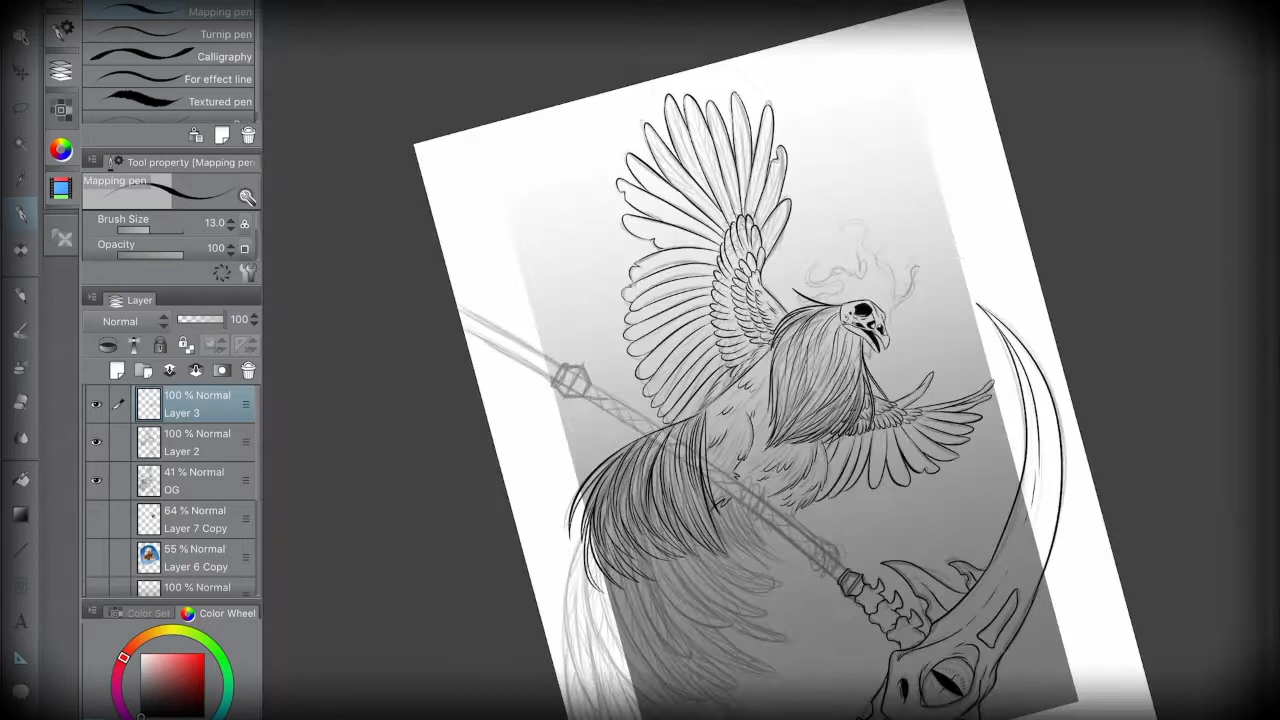 Mapping pen
Turnip pen
Calligraphy
For effect line
Textured pen
Tool property [Mapping pen
Mapping pen
Brush Size 13.0
Opacity 100
Layer
Normal 100
100 % Normal
Layer 3
100 % Normal
Layer 2
41 % Normal
OG
64 % Normal
Layer 7 Copy
55 % Normal
Layer 6 Copy
100 % Normal
Color Set Color Wheel
A